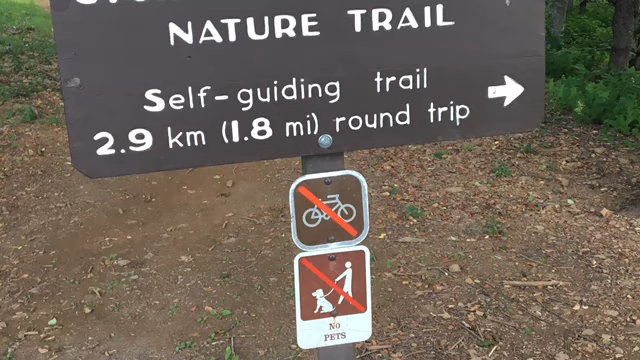 NATURE TRAIL
Self-guiding trail
2.9 km (1.8 mi) round trip
NO
PETS